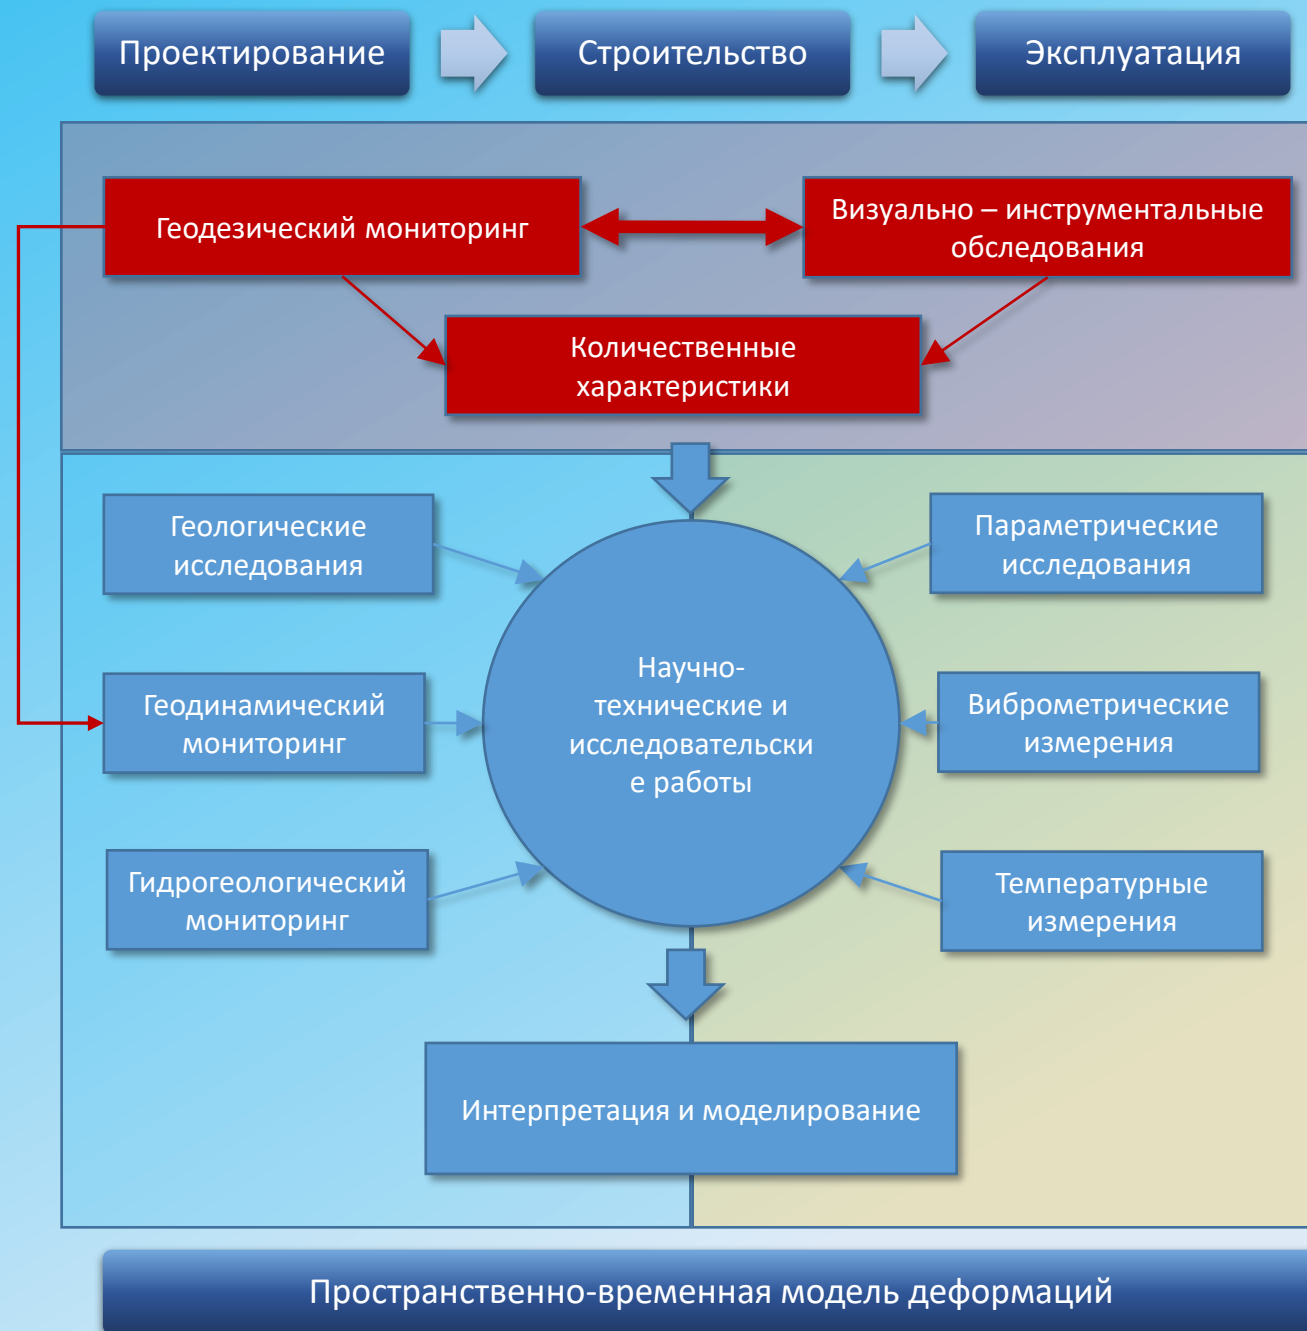 Проектирование
Строительство
Эксплуатация
Геодезический мониторинг
Визуально – инструментальные
обследования
Количественные
характеристики
Геологические
исследования
Параметрические
исследования
Научно-
технические и
исследовательски
е работы
Геодинамический
мониторинг
Виброметрические
измерения
Гидрогеологический
мониторинг
Температурные
измерения
Интерпретация и моделирование
Пространственно-временная модель деформаций